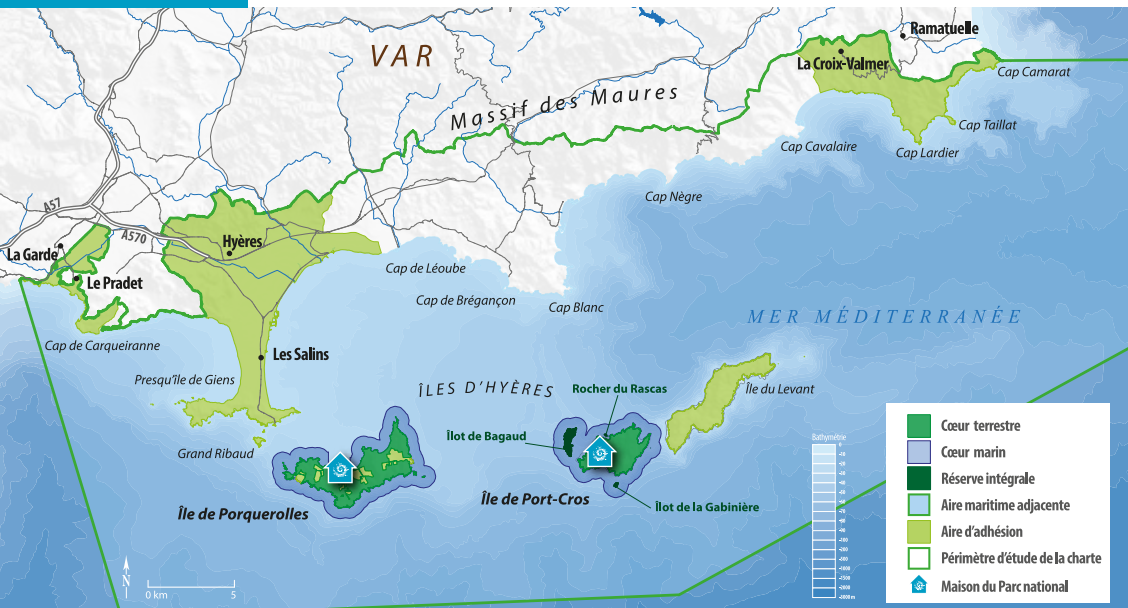 VAR
Ramatuelle
La Croix-Valmer
Cap Camarat
Massif des Maures
Cap Taillat
Cap Cavalaire
Cap Lardier
Cap Nègre
A57
A570
Hyères
La Garde
Le Pradet
Cap de Léoube
Cap de Brégançon
Cap Blanc
MER MÉDITERRANÉE
Cap de Carqueiranne
Les Salins
Presqu'île de Giens
ÎLES D'HYÈRES
Rocher du Rascas
Île du Levant
Îlot de Bagaud
Grand Ribaud
Île de Porquerolles
Île de Port-Cros
Îlot de la Gabinière
N
0 km 5
Bathymétrie
Cœur terrestre
Cœur marin
Réserve intégrale
Aire maritime adjacente
Aire d'adhésion
Périmètre d'étude de la charte
Maison du Parc national